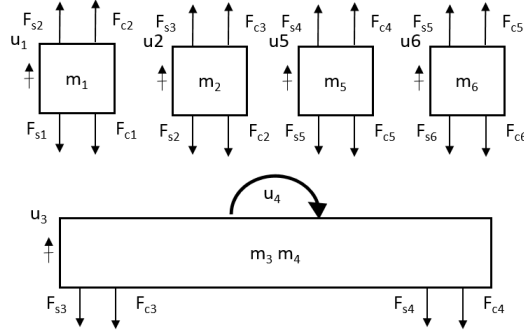 Fs2 Fc2 Fs3 Fc3 Fs4 Fc4 Fs5 Fc5
u1 u2 u5 u6
m1 m2 m5 m6
Fs1 Fc1 Fs2 Fc2 Fs5 Fc5 Fs6 Fc6
u4
u3
m3 m4
Fs3 Fc3 Fs4 Fc4